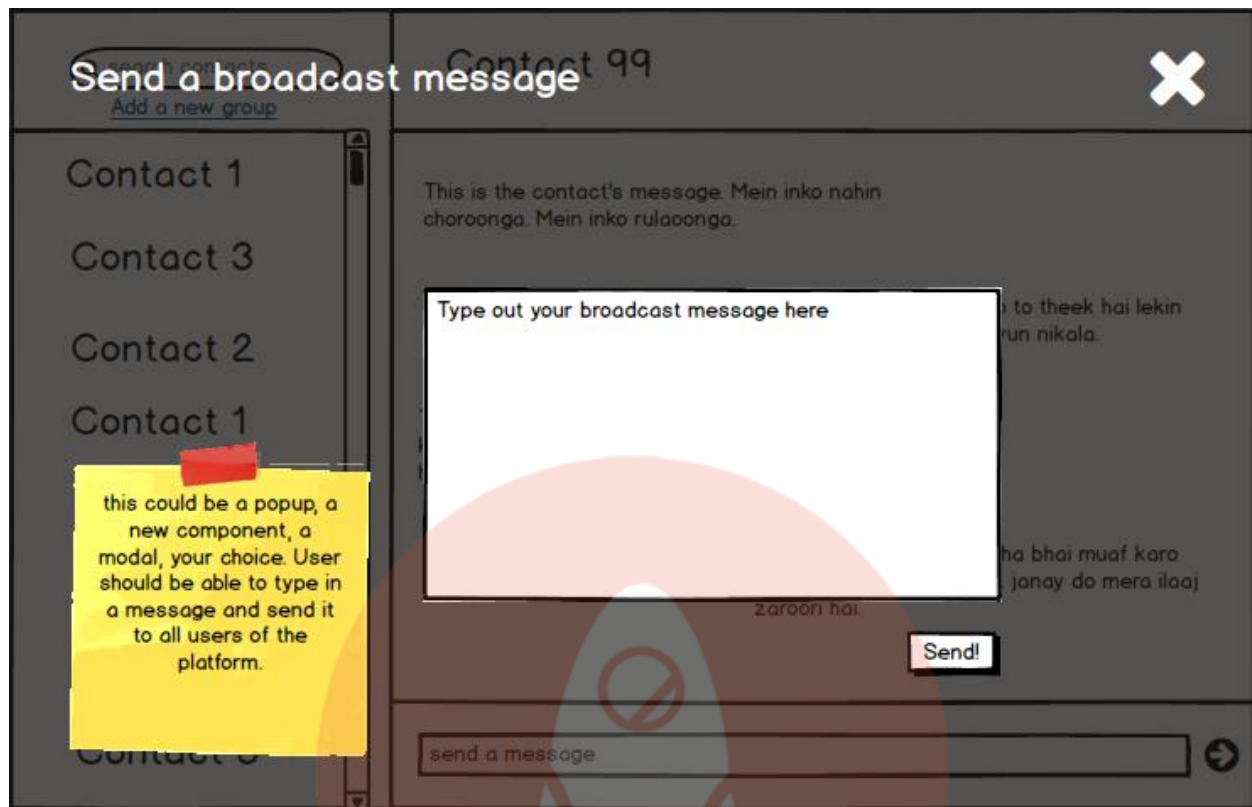 search contacts
Contact 99
Send a broadcast message
Add a new group
Contact 1
Contact 3
Contact 2
Contact 1
this could be a popup, a
new component, a
modal, your choice. User
should be able to type in
a message and send it
to all users of the
platform.
This is the contact's message. Mein inko nahin
choroonga. Mein inko rulaoonga.
Type out your broadcast message here
to theek hai lekin
nikala.
bhai muaf karo
janay do mera ilaaj
zaroori hai.
Send!
send a message